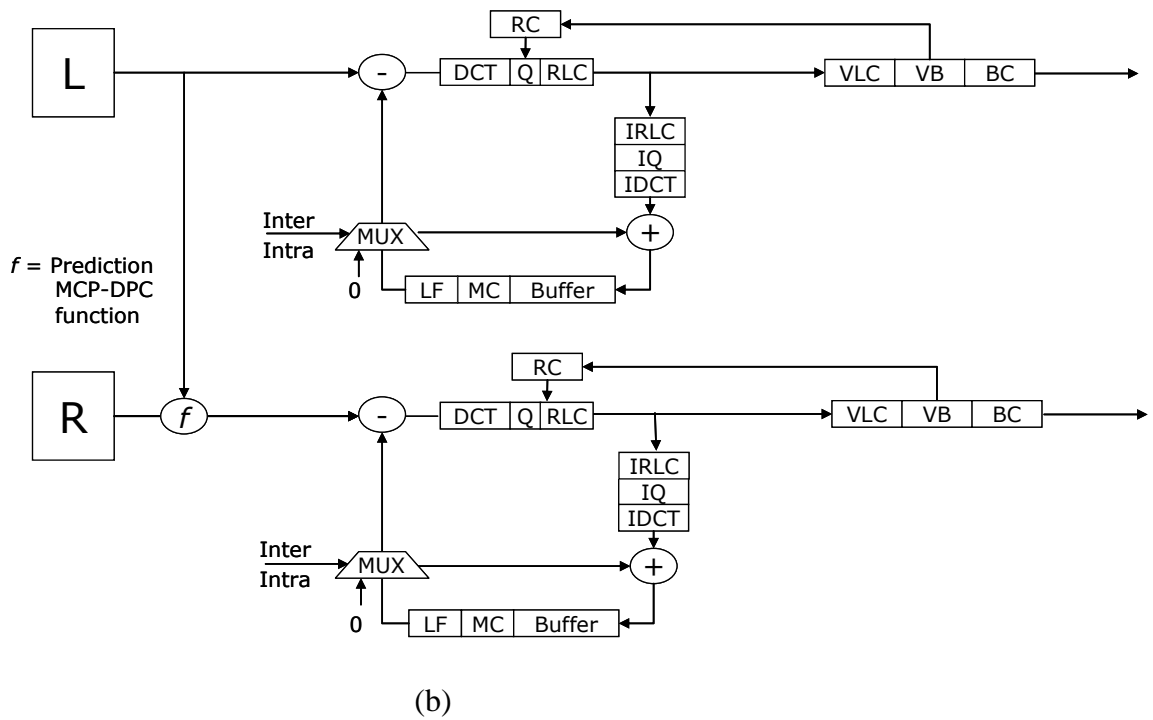 RC
L
-
DCT Q RLC
VLC VB BC
IRLC
IQ
IDCT
Inter
Intra
MUX
+
f = Prediction
MCP-DPC
function
0
LF MC Buffer
RC
R
f
-
DCT Q RLC
VLC VB BC
IRLC
IQ
IDCT
Inter
Intra
MUX
+
0
LF MC Buffer
(b)